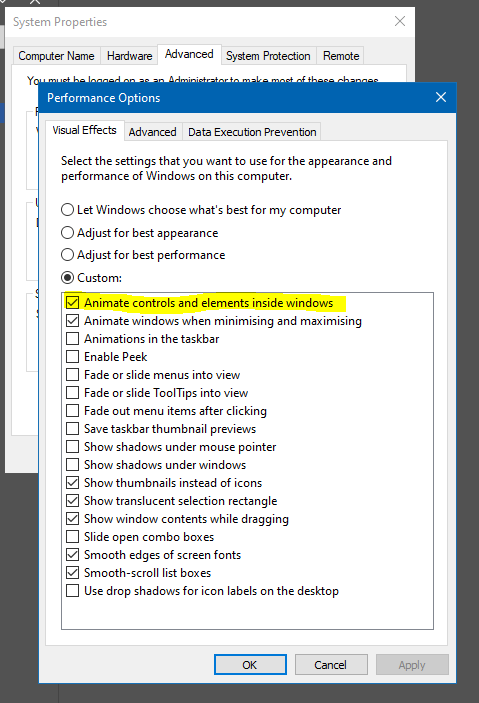 System Properties
Computer Name
Hardware
Advanced
System Protection
Remote
You must be logged on as an Administrator to make most of these changes.
Performance Options
Visual Effects
Advanced
Data Execution Prevention
Select the settings that you want to use for the appearance and
performance of Windows on this computer.
Let Windows choose what's best for my computer
Adjust for best appearance
Adjust for best performance
Custom:
Animate controls and elements inside windows
Animate windows when minimising and maximising
Animations in the taskbar
Enable Peek
Fade or slide menus into view
Fade or slide ToolTips into view
Fade out menu items after clicking
Save taskbar thumbnail previews
Show shadows under mouse pointer
Show shadows under windows
Show thumbnails instead of icons
Show translucent selection rectangle
Show window contents while dragging
Slide open combo boxes
Smooth edges of screen fonts
Smooth-scroll list boxes
Use drop shadows for icon labels on the desktop
OK
Cancel
Apply